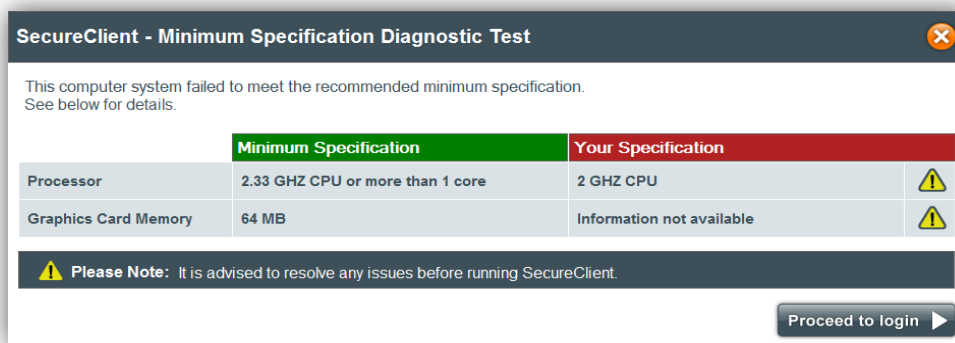 SecureClient - Minimum Specification Diagnostic Test
This computer system failed to meet the recommended minimum specification.
See below for details.
Minimum Specification Your Specification
Processor 2.33 GHZ CPU or more than 1 core 2 GHZ CPU
Graphics Card Memory 64 MB Information not available
Please Note: It is advised to resolve any issues before running SecureClient.
Proceed to login